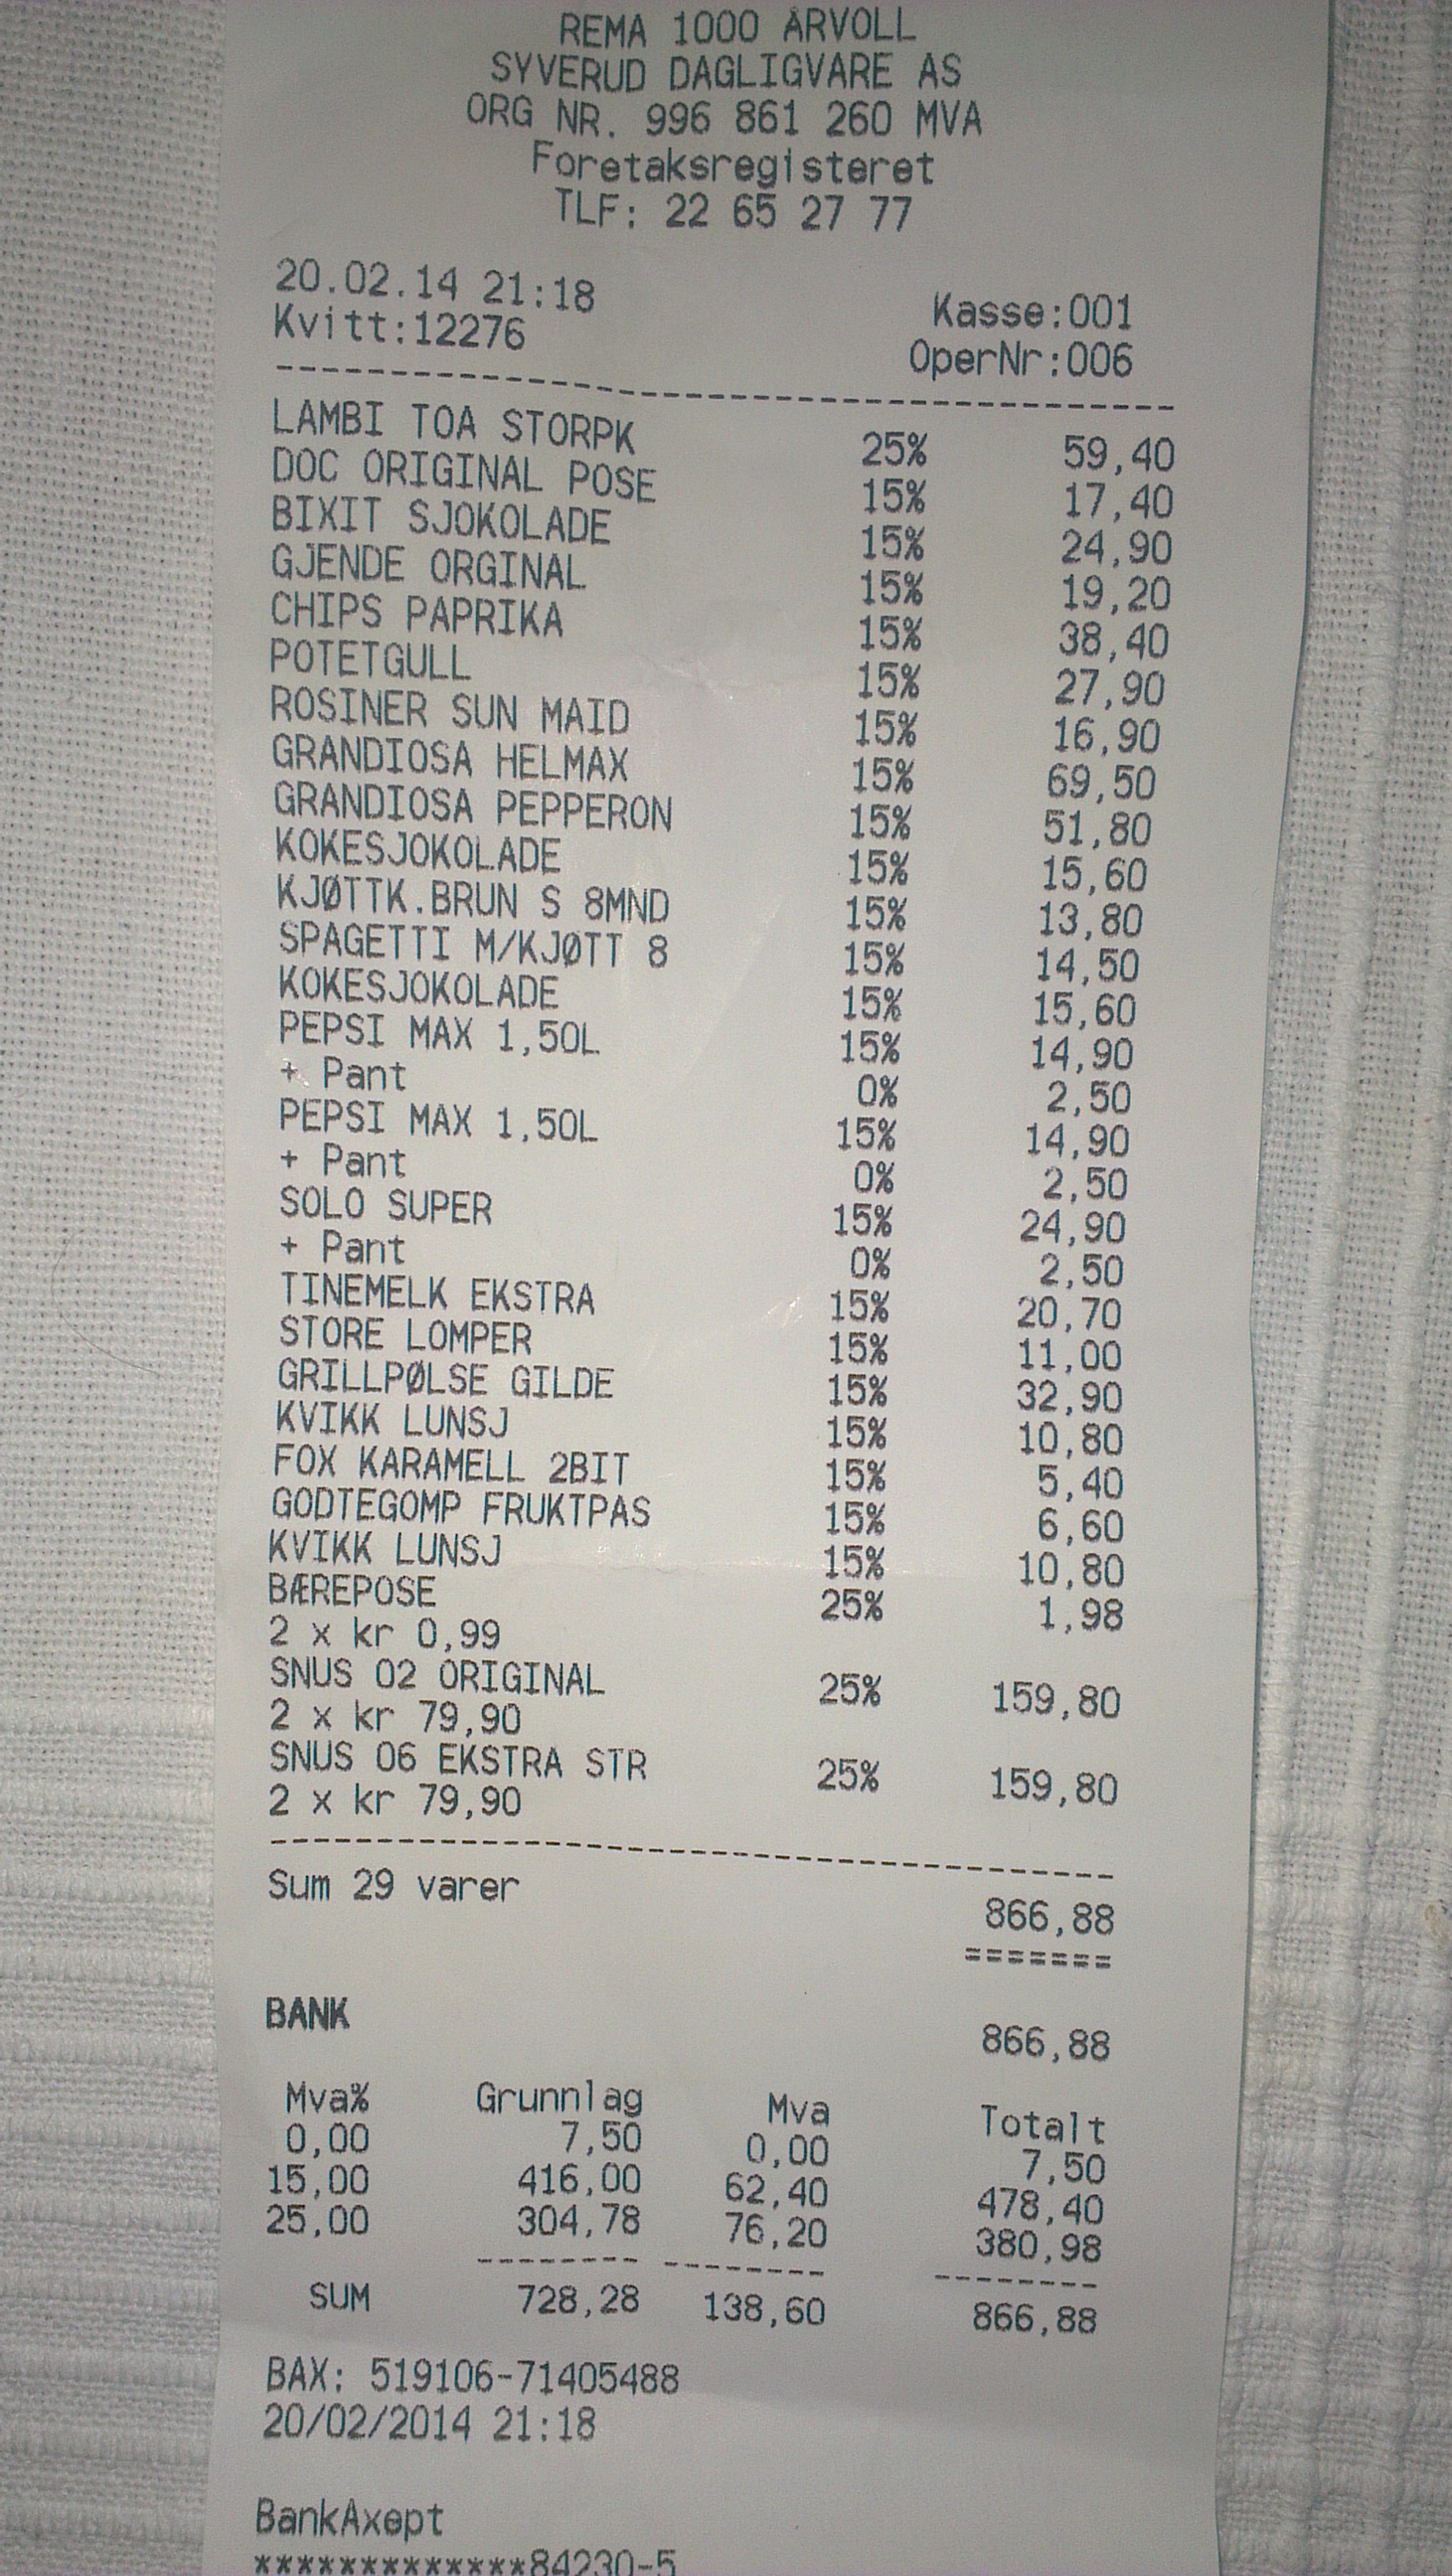 REMA 1000 ÅRVOLL
SYVERUD DAGLIGVARE AS
ORG NR. 996 861 260 MVA
Foretaksregisteret
TLF: 22 65 27 77
20.02.14 21:18 Kasse:001
Kvitt:12276 OperNr:006
LAMBI TOA STORPK 25% 59,40
DOC ORIGINAL POSE 15% 17,40
BIXIT SJOKOLADE 15% 24,90
GJENDE ORGINAL 15% 19,20
CHIPS PAPRIKA 15% 38,40
POTETGULL 15% 27,90
ROSINER SUN MAID 15% 16,90
GRANDIOSA HELMAX 15% 69,50
GRANDIOSA PEPPERON 15% 51,80
KOKESJOKOLADE 15% 15,60
KJØTTK.BRUN S 8MND 15% 13,80
SPAGETTI M/KJØTT 8 15% 14,50
KOKESJOKOLADE 15% 15,60
PEPSI MAX 1,50L 15% 14,90
+ Pant 0% 2,50
PEPSI MAX 1,50L 15% 14,90
+ Pant 0% 2,50
SOLO SUPER 15% 24,90
+ Pant 0% 2,50
TINEMELK EKSTRA 15% 20,70
STORE LOMPER 15% 11,00
GRILLPØLSE GILDE 15% 32,90
KVIKK LUNSJ 15% 10,80
FOX KARAMELL 2BIT 15% 5,40
GODTEGOMP FRUKTPAS 15% 6,60
KVIKK LUNSJ 15% 10,80
BÆREPOSE 25% 1,98
2 x kr 0,99
SNUS 02 ORIGINAL 25% 159,80
2 x kr 79,90
SNUS 06 EKSTRA STR 25% 159,80
2 x kr 79,90
Sum 29 varer 866,88
=======
BANK 866,88
Mva% Grunnlag Mva Totalt
0,00 7,50 0,00 7,50
15,00 416,00 62,40 478,40
25,00 304,78 76,20 380,98
SUM 728,28 138,60 866,88
BAX: 519106-71405488
20/02/2014 21:18
BankAxept
*************84230-5